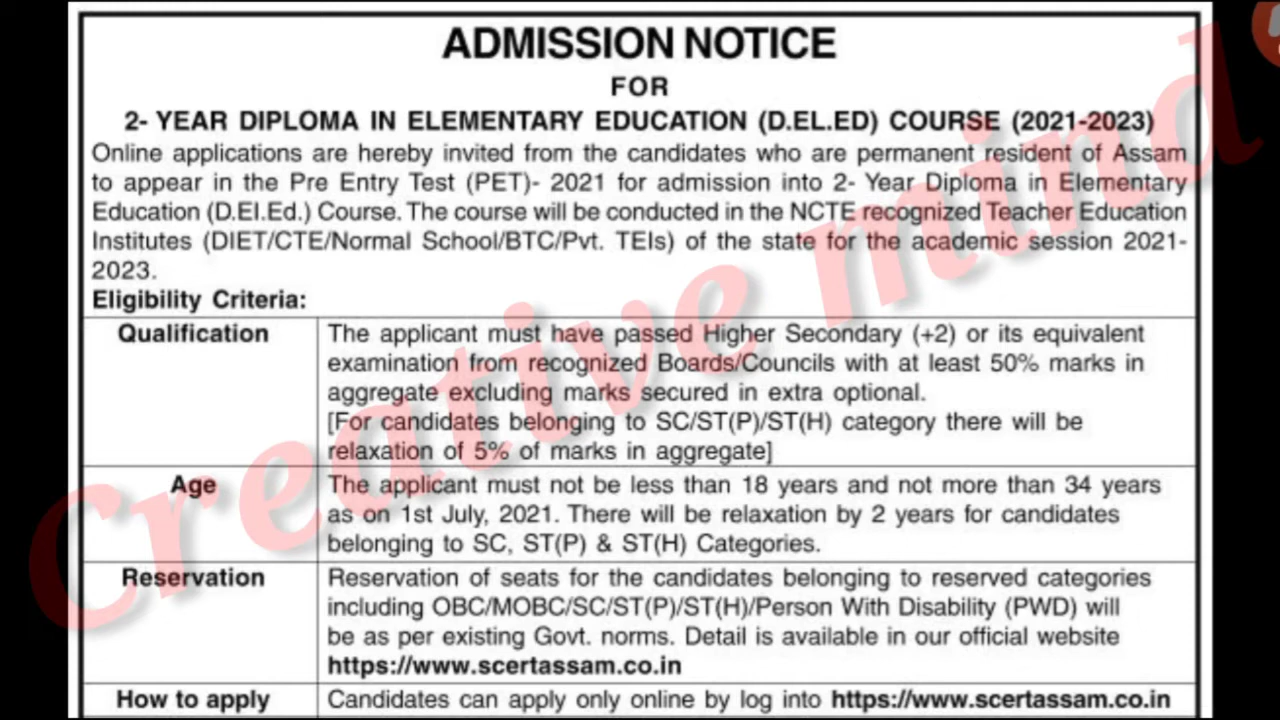 ADMISSION NOTICE
FOR
2- YEAR DIPLOMA IN ELEMENTARY EDUCATION (D.EL.ED) COURSE (2021-2023)
Online applications are hereby invited from the candidates who are permanent resident of Assam
to appear in the Pre Entry Test (PET)- 2021 for admission into 2- Year Diploma in Elementary
Education (D.El.Ed.) Course. The course will be conducted in the NCTE recognized Teacher Education
Institutes (DIET/CTE/Normal School/BTC/Pvt. TEIs) of the state for the academic session 2021-
2023.
Eligibility Criteria:
Qualification
The applicant must have passed Higher Secondary (+2) or its equivalent
examination from recognized Boards/Councils with at least 50% marks in
aggregate excluding marks secured in extra optional.
[For candidates belonging to SC/ST(P)/ST(H) category there will be
relaxation of 5% of marks in aggregate]
Age
The applicant must not be less than 18 years and not more than 34 years
as on 1st July, 2021. There will be relaxation by 2 years for candidates
belonging to SC, ST(P) & ST(H) Categories.
Reservation
Reservation of seats for the candidates belonging to reserved categories
including OBC/MOBC/SC/ST(P)/ST(H)/Person With Disability (PWD) will
be as per existing Govt. norms. Detail is available in our official website
https://www.scertassam.co.in
How to apply
Candidates can apply only online by log into https://www.scertassam.co.in
Creative mind